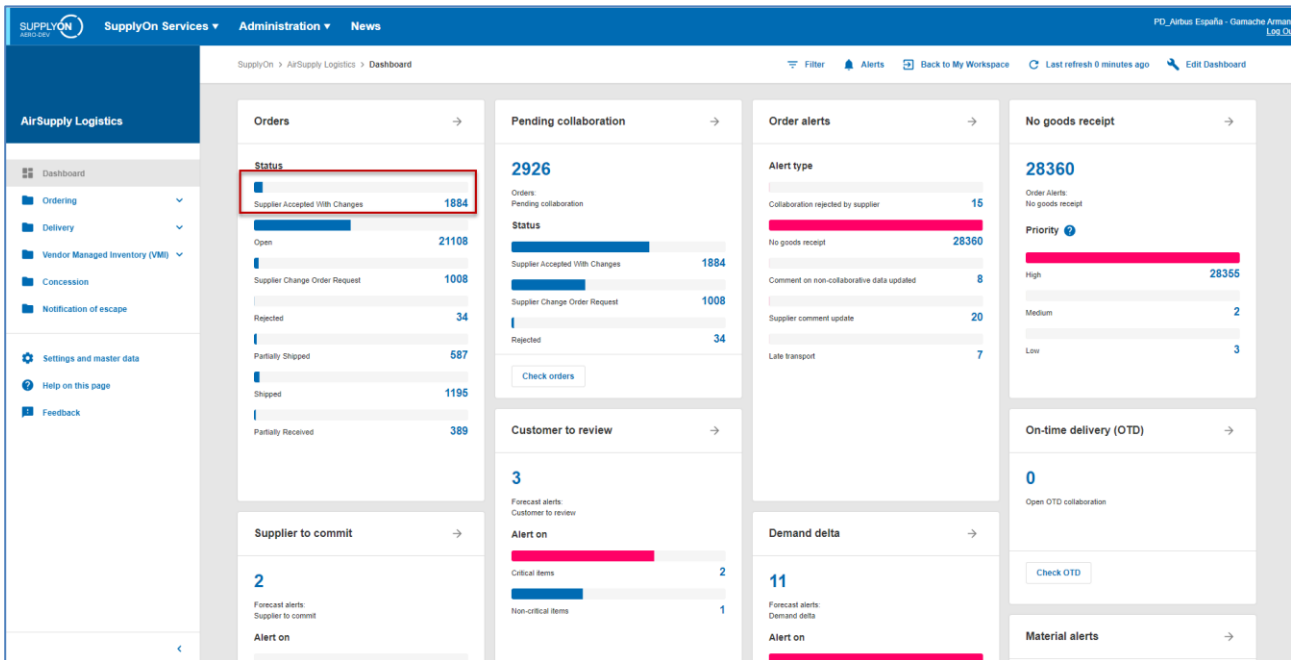 SUPPLYON
AERO-DEV
SupplyOn Services
Administration
News
PD_Airbus España - Gamache Arman
Log Ou
SupplyOn > AirSupply Logistics > Dashboard
Filter
Alerts
Back to My Workspace
Last refresh 0 minutes ago
Edit Dashboard
AirSupply Logistics
Dashboard
Ordering
Delivery
Vendor Managed Inventory (VMI)
Concession
Notification of escape
Settings and master data
Help on this page
Feedback
Orders
Status
Supplier Accepted With Changes 1884
Open 21108
Supplier Change Order Request 1008
Rejected 34
Partially Shipped 587
Shipped 1195
Partially Received 389
Supplier to commit
2
Forecast alerts:
Supplier to commit
Alert on
Pending collaboration
2926
Orders:
Pending collaboration
Status
Supplier Accepted With Changes 1884
Supplier Change Order Request 1008
Rejected 34
Check orders
Customer to review
3
Forecast alerts:
Customer to review
Alert on
Critical items 2
Non-critical items 1
Order alerts
Alert type
Collaboration rejected by supplier 15
No goods receipt 28360
Comment on non-collaborative data updated 8
Supplier comment update 20
Late transport 7
Demand delta
11
Forecast alerts:
Demand delta
Alert on
No goods receipt
28360
Order Alerts:
No goods receipt
Priority ?
High 28355
Medium 2
Low 3
On-time delivery (OTD)
0
Open OTD collaboration
Check OTD
Material alerts